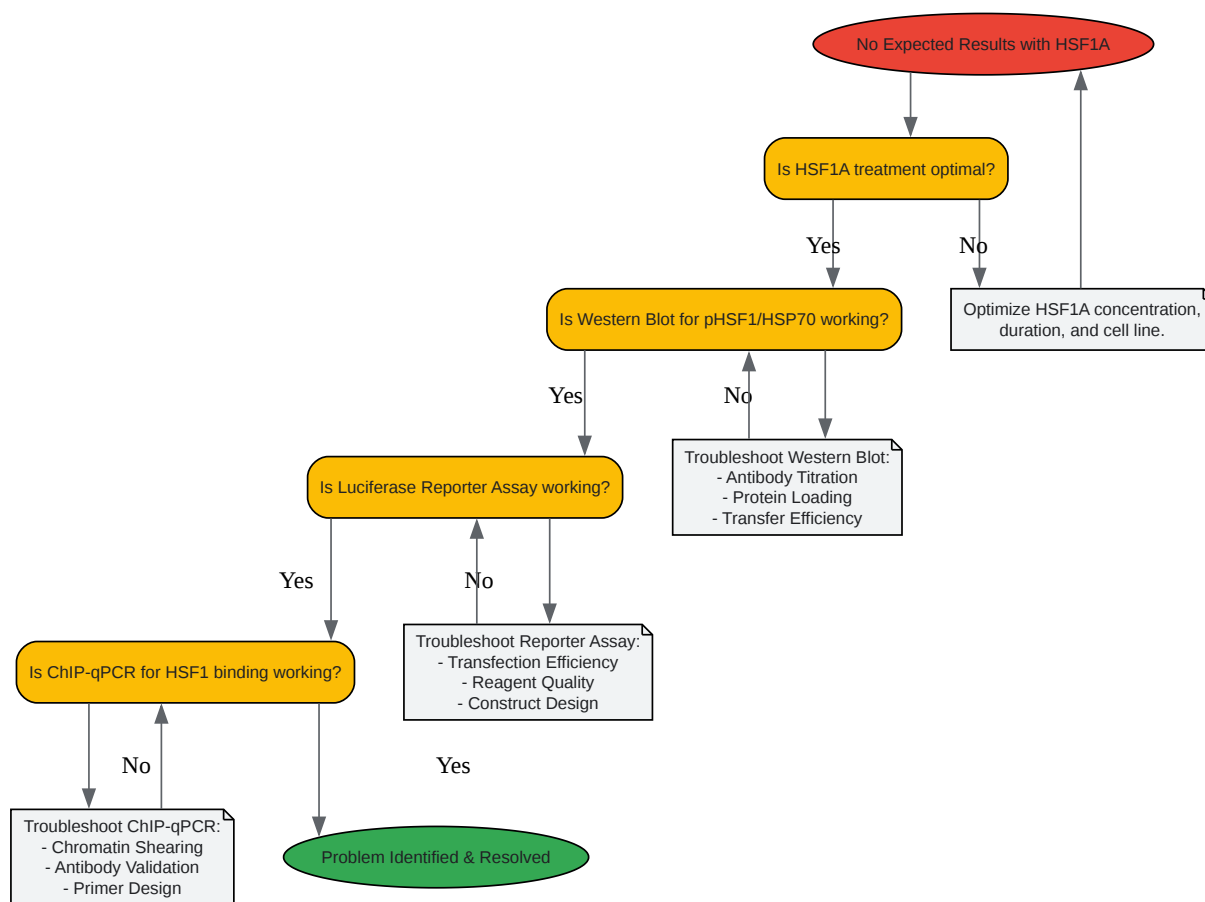 No Expected Results with HSF1A
Is HSF1A treatment optimal?
Yes
No
Is Western Blot for pHSF1/HSP70 working?
Optimize HSF1A concentration,
duration, and cell line.
Yes
No
Is Luciferase Reporter Assay working?
Troubleshoot Western Blot:
- Antibody Titration
- Protein Loading
- Transfer Efficiency
Yes
No
Is ChIP-qPCR for HSF1 binding working?
Troubleshoot Reporter Assay:
- Transfection Efficiency
- Reagent Quality
- Construct Design
No
Yes
Troubleshoot ChIP-qPCR:
- Chromatin Shearing
- Antibody Validation
- Primer Design
Problem Identified & Resolved